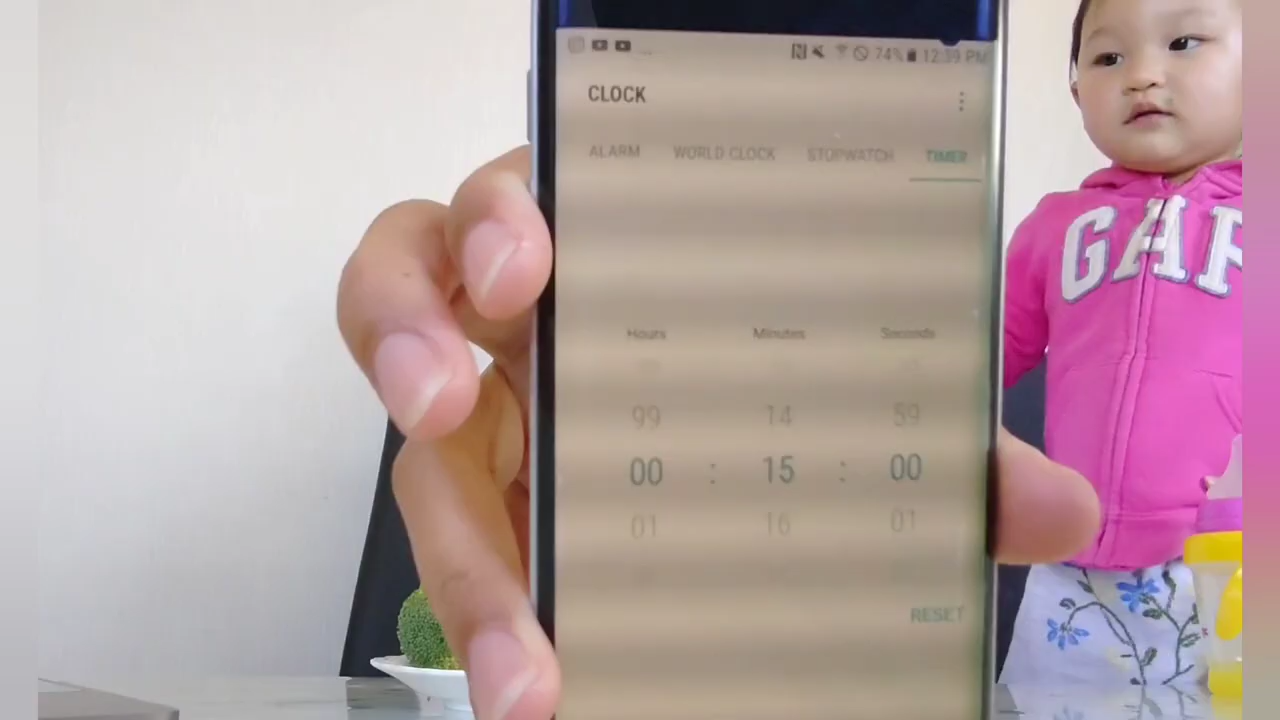 74% 12:39 PM
CLOCK
ALARM WORLD CLOCK STOPWATCH TIMER
Hours Minutes Seconds
99 14 59
00 : 15 : 00
01 16 01
RESET
GAP